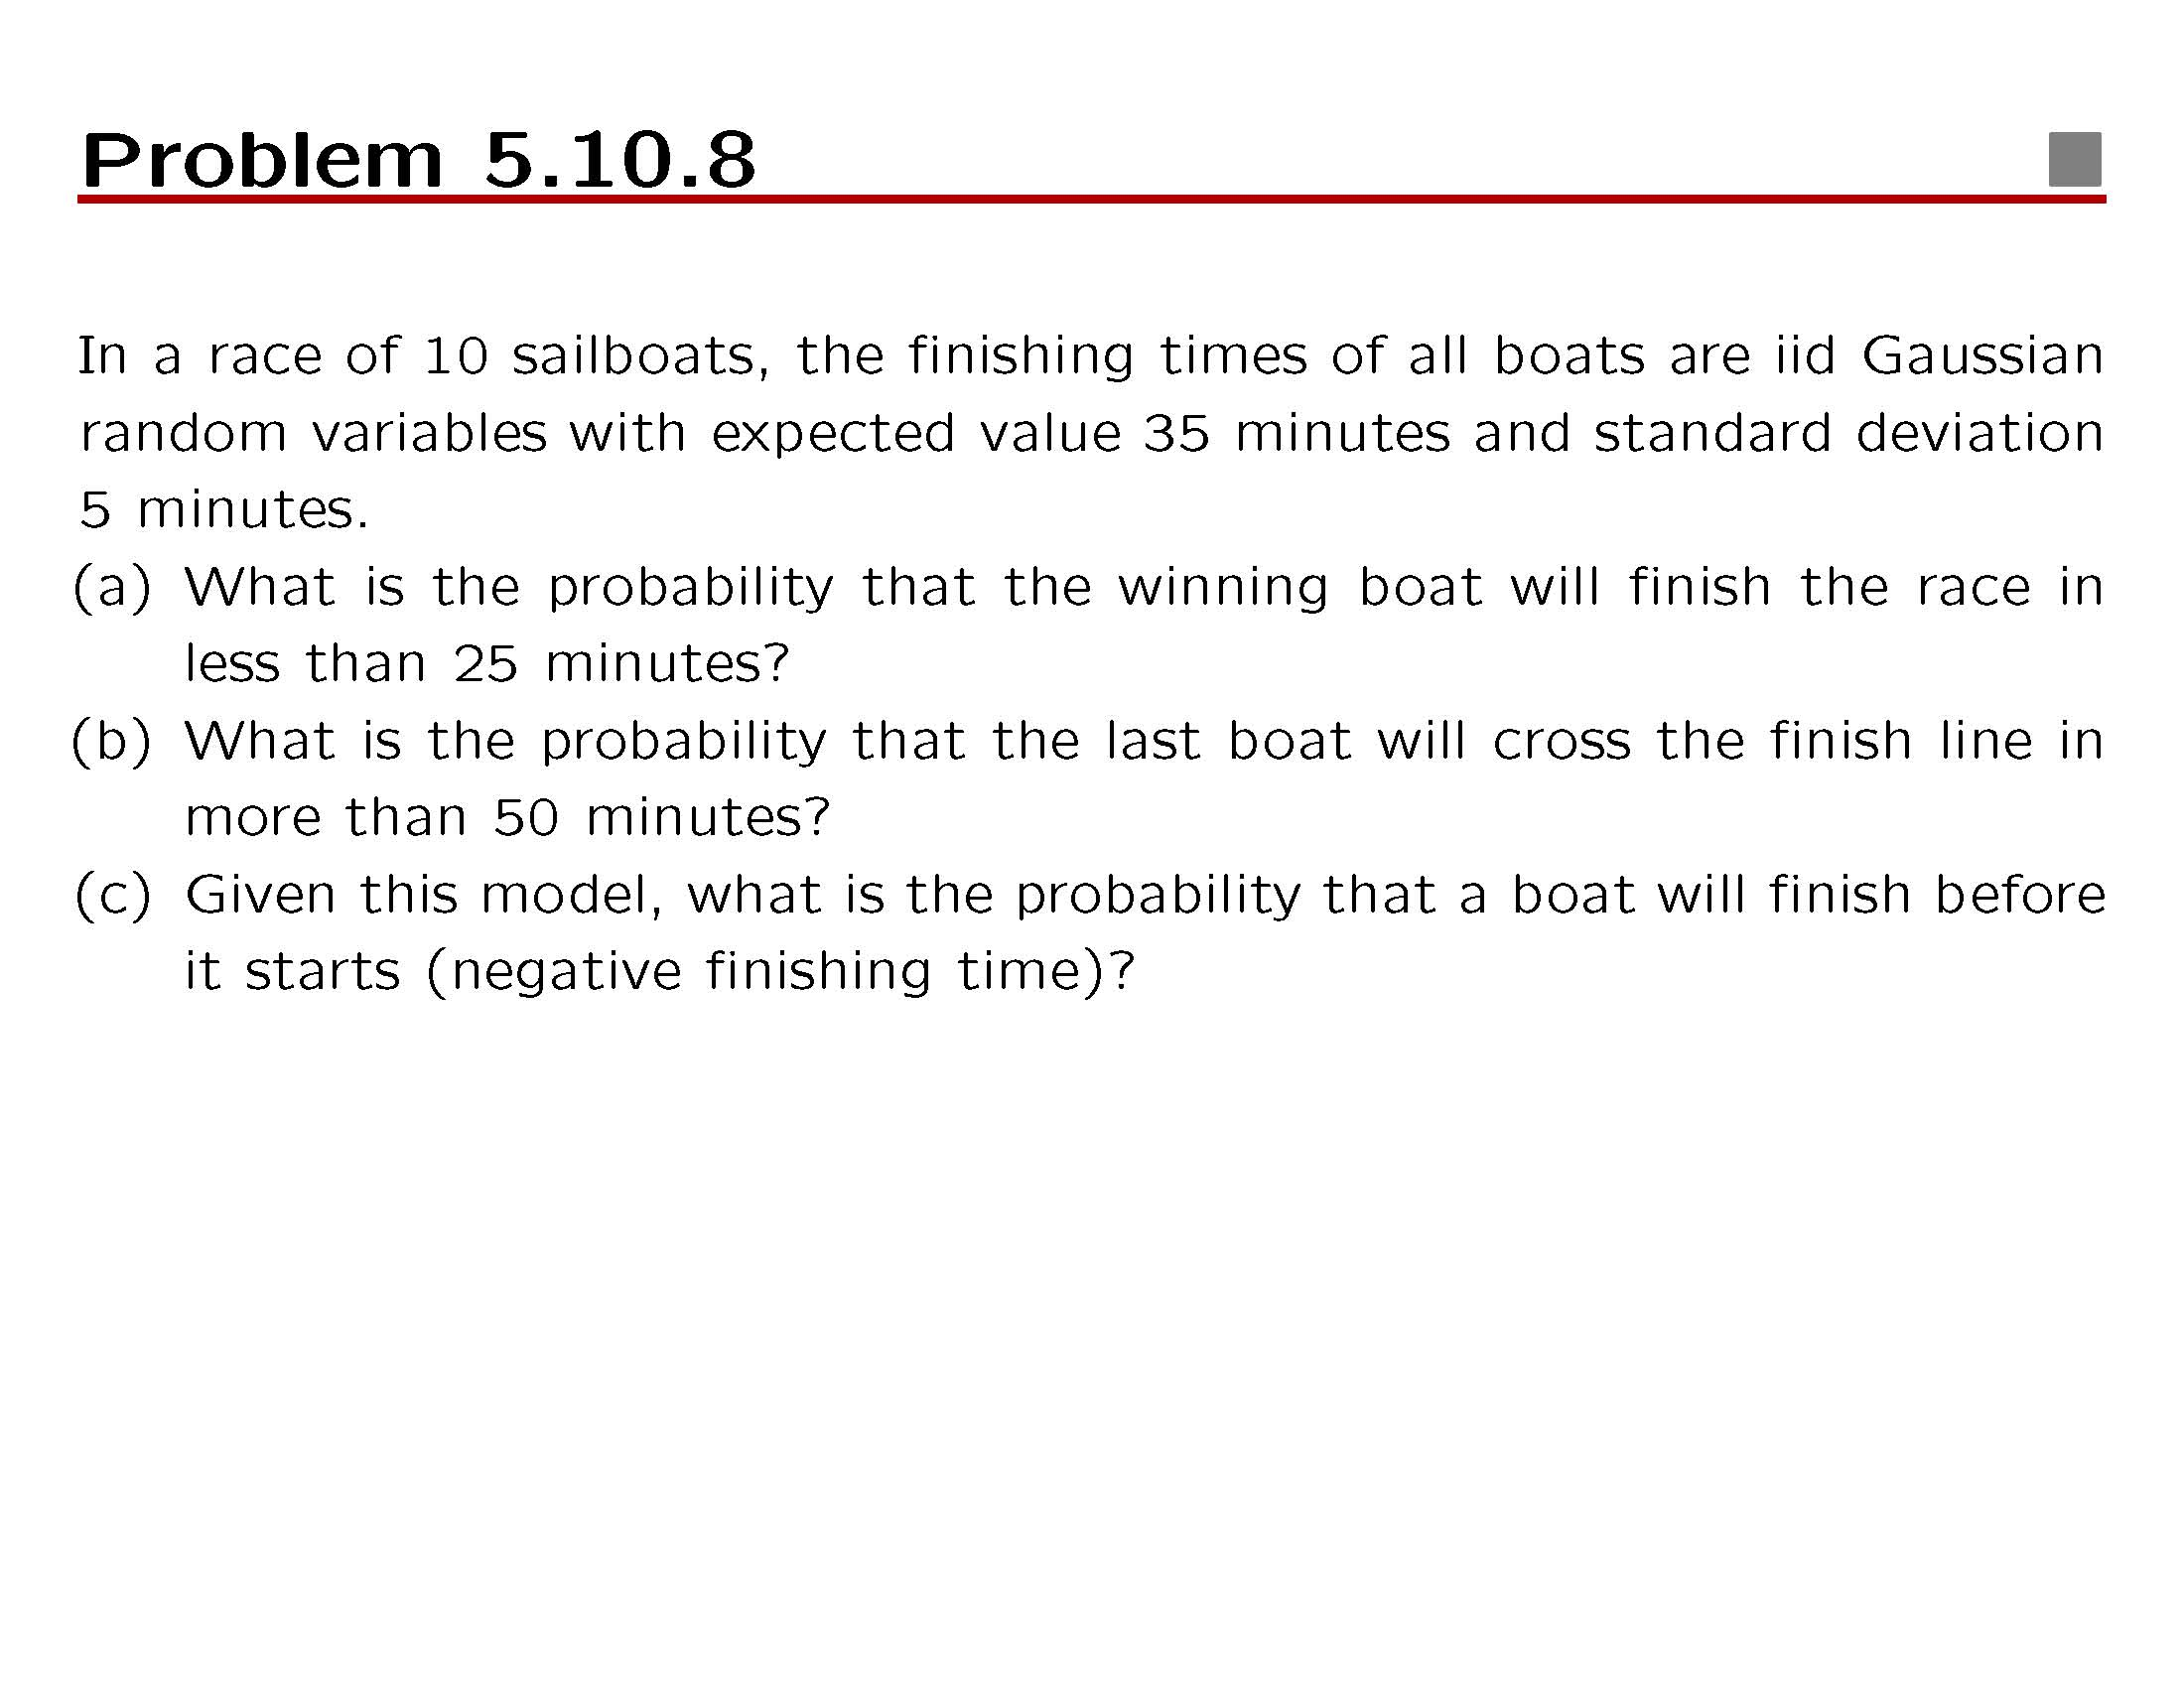 Problem 5.10.8
In a race of 10 sailboats, the finishing times of all boats are iid Gaussian
random variables with expected value 35 minutes and standard deviation
5 minutes.
(a) What is the probability that the winning boat will finish the race in
less than 25 minutes?
(b) What is the probability that the last boat will cross the finish line in
more than 50 minutes?
(c) Given this model, what is the probability that a boat will finish before
it starts (negative finishing time)?